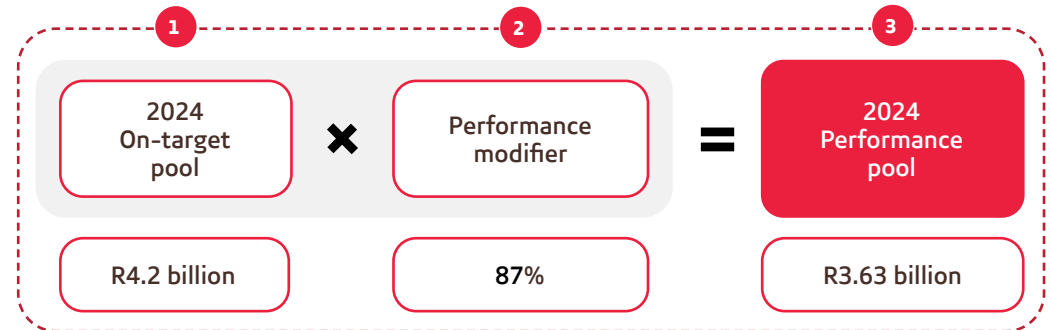 1
2
3
2024
On-target
pool
×
Performance
modifier
=
2024
Performance
pool
R4.2 billion
87%
R3.63 billion